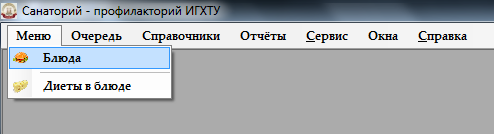 Санаторий - профилакторий ИГХТУ
Меню Очередь Справочники Отчёты Сервис Окна Справка
Блюда
Диеты в блюде